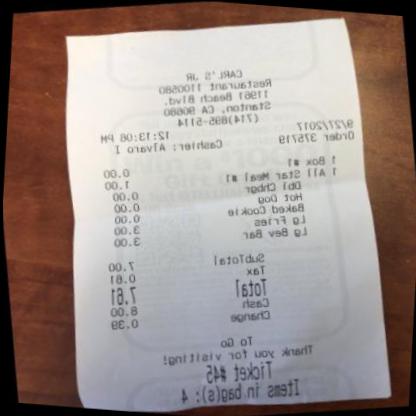 CARL'S JR
Restaurant 1100580
11961 Beach Blvd.
Stanton, CA 90680
(714)895-5114
9/27/2017 12:13:08 PM
Order 375719 Cashier: Alvaro I
1 Box #1 0.00
1 All Star Meal #1 1.00
Dbl Chbgr 0.00
Hot Dog 0.00
Baked Cookie 0.00
Lg Fries 3.00
Lg Bev Bar 3.00
SubTotal 7.00
Tax 0.61
Total 7.61
Cash 8.00
Change 0.39
To Go
Thank you for visiting!
Ticket #45
Items in bag(s): 4